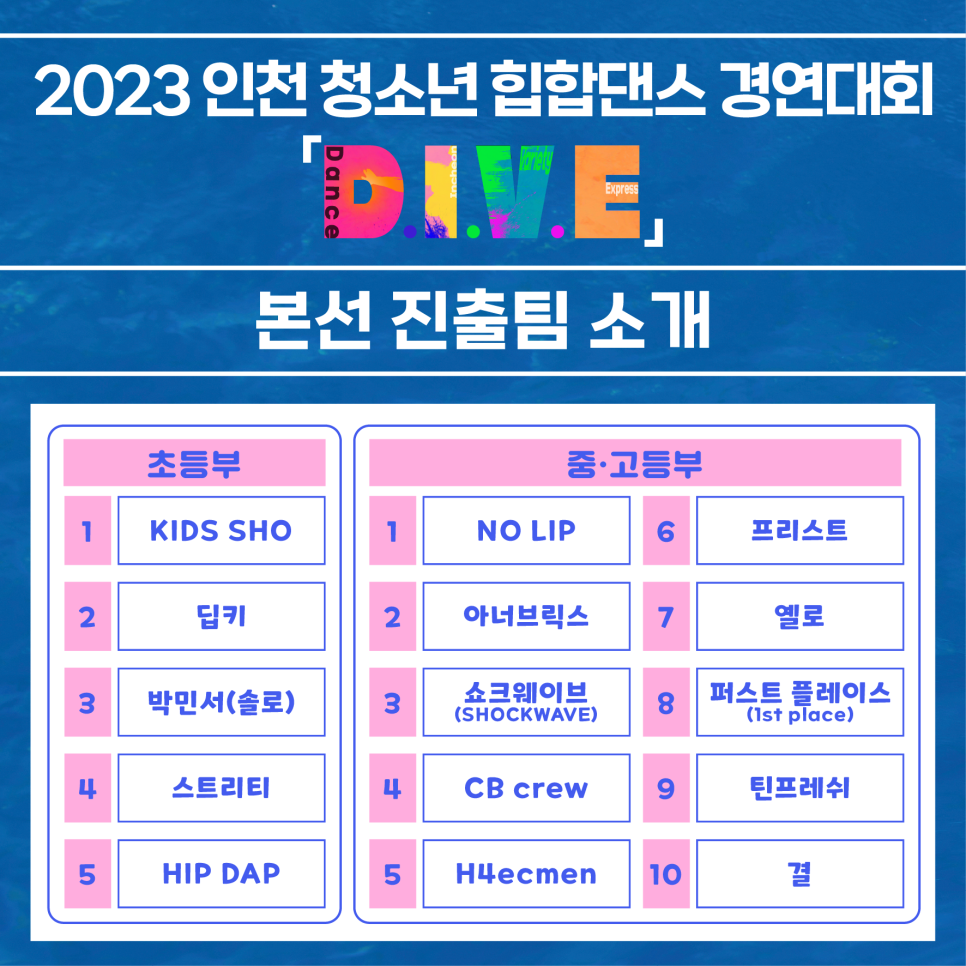 2023 인천 청소년 힙합댄스 경연대회
「D.I.V.E」
Dance
Incheon
Variety
Express
본선 진출팀 소개
초등부
1 KIDS SHO
2 딥키
3 박민서(솔로)
4 스트리티
5 HIP DAP
중·고등부
1 NO LIP
2 아너브릭스
3 쇼크웨이브
(SHOCKWAVE)
4 CB crew
5 H4ecmen
6 프리스트
7 옐로
8 퍼스트 플레이스
(1st place)
9 틴프레쉬
10 결